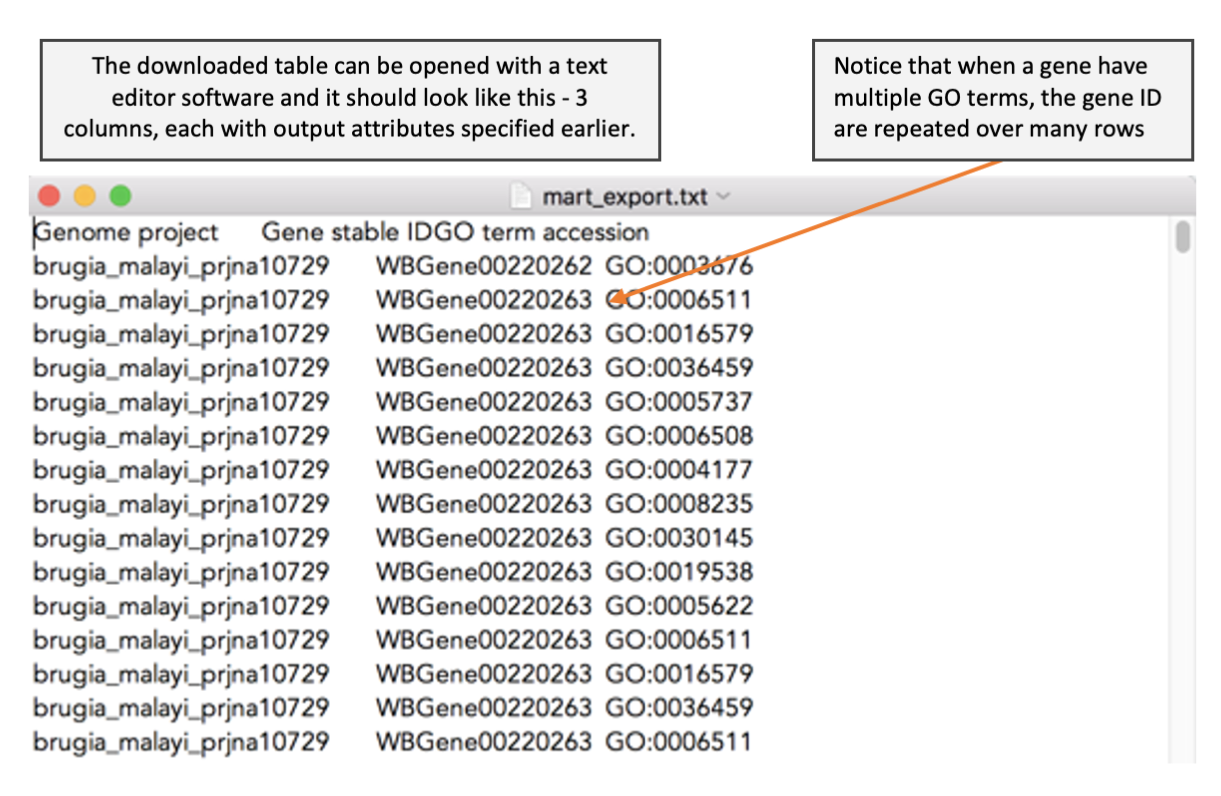 The downloaded table can be opened with a text
editor software and it should look like this - 3
columns, each with output attributes specified earlier.
Notice that when a gene have
multiple GO terms, the gene ID
are repeated over many rows
mart_export.txt
Genome project Gene stable IDGO term accession
brugia_malayi_prjna10729 WBGene00220262 GO:0003676
brugia_malayi_prjna10729 WBGene00220263 GO:0006511
brugia_malayi_prjna10729 WBGene00220263 GO:0016579
brugia_malayi_prjna10729 WBGene00220263 GO:0036459
brugia_malayi_prjna10729 WBGene00220263 GO:0005737
brugia_malayi_prjna10729 WBGene00220263 GO:0006508
brugia_malayi_prjna10729 WBGene00220263 GO:0004177
brugia_malayi_prjna10729 WBGene00220263 GO:0008235
brugia_malayi_prjna10729 WBGene00220263 GO:0030145
brugia_malayi_prjna10729 WBGene00220263 GO:0019538
brugia_malayi_prjna10729 WBGene00220263 GO:0005622
brugia_malayi_prjna10729 WBGene00220263 GO:0006511
brugia_malayi_prjna10729 WBGene00220263 GO:0016579
brugia_malayi_prjna10729 WBGene00220263 GO:0036459
brugia_malayi_prjna10729 WBGene00220263 GO:0006511